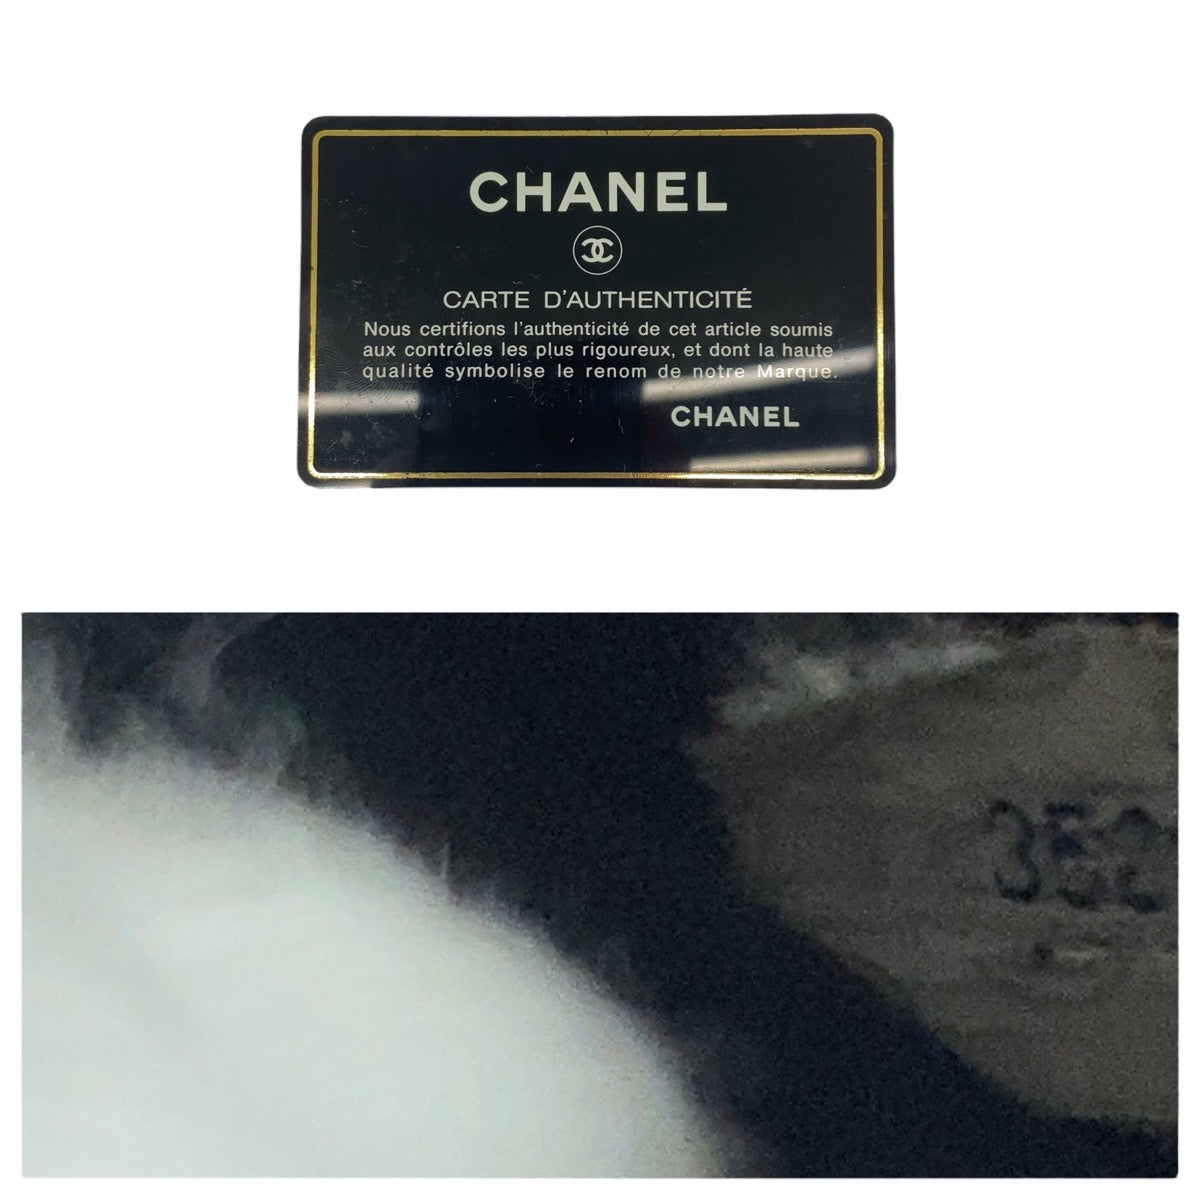 CHANEL
CARTE D'AUTHENTICITÉ
Nous certifions l'authenticité de cet article soumis
aux contrôles les plus rigoureux, et dont la haute
qualité symbolise le renom de notre Marque.
CHANEL
352